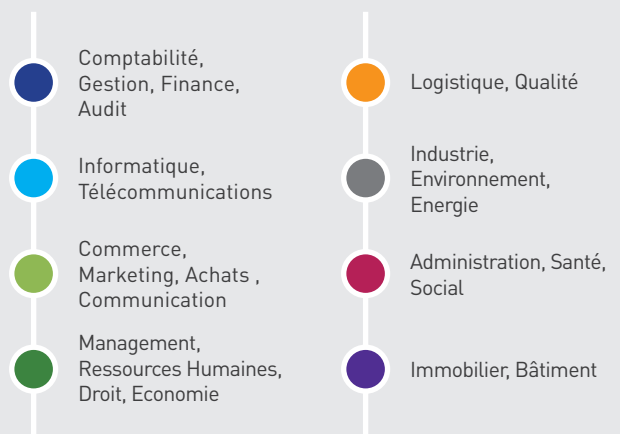 Comptabilité,
Gestion, Finance,
Audit
Informatique,
Télécommunications
Commerce,
Marketing, Achats ,
Communication
Management,
Ressources Humaines,
Droit, Economie
Logistique, Qualité
Industrie,
Environnement,
Energie
Administration, Santé,
Social
Immobilier, Bâtiment